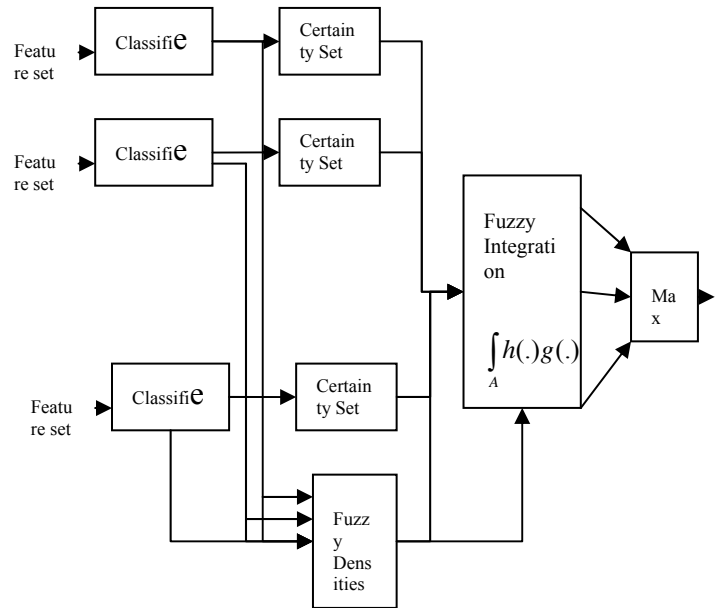 Featu
re set
Classifie
Certain
ty Set
Featu
re set
Classifie
Certain
ty Set
Fuzzy
Integrati
on
∫h(.)g(.)
A
Ma
x
Featu
re set
Classifie
Certain
ty Set
Fuzz
y
Dens
ities